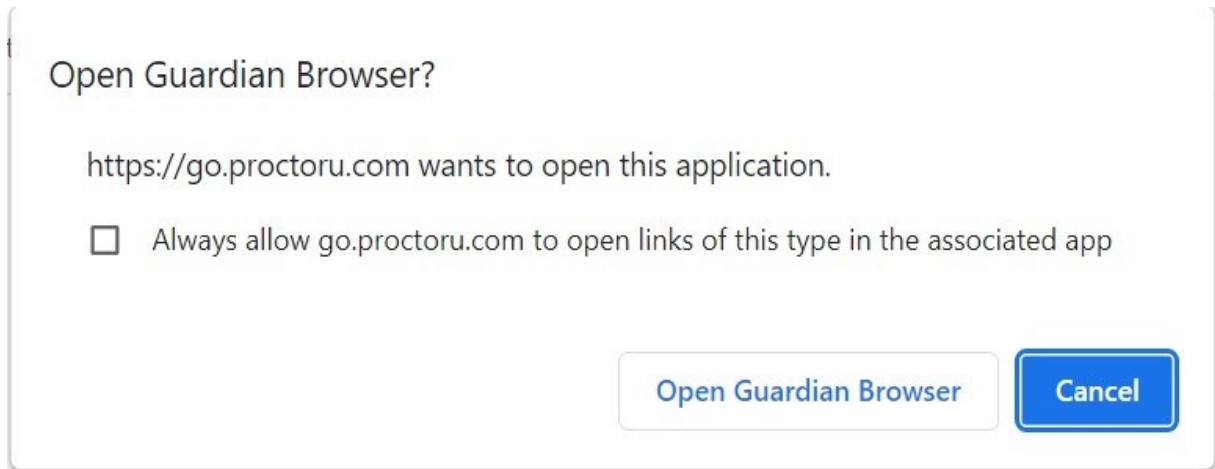 Open Guardian Browser?
https://go.proctoru.com wants to open this application.
Always allow go.proctoru.com to open links of this type in the associated app
Open Guardian Browser
Cancel